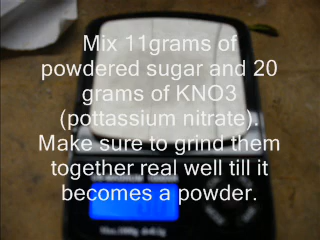 Mix 11grams of
powdered sugar and 20
grams of KNO3
(pottassium nitrate).
Make sure to grind them
together real well till it
becomes a powder.